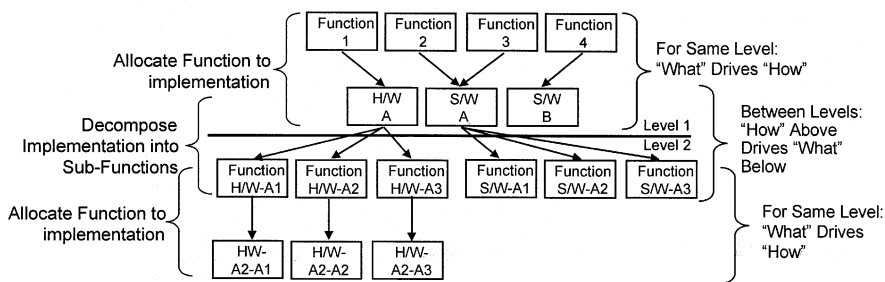 Function
1
Function
2
Function
3
Function
4
Allocate Function to
implementation
For Same Level:
“What” Drives “How”
H/W
A
S/W
A
S/W
B
Decompose
Implementation into
Sub-Functions
Level 1
Level 2
Between Levels:
“How” Above
Drives “What”
Below
Function
H/W-A1
Function
H/W-A2
Function
H/W-A3
Function
S/W-A1
Function
S/W-A2
Function
S/W-A3
Allocate Function to
implementation
For Same Level:
“What” Drives
“How”
HW-
A2-A1
H/W-
A2-A2
H/W-
A2-A3